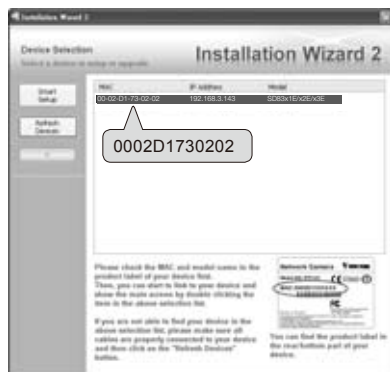 Installation Wizard 2
Device Selection
Select a device to setup or upgrade
Installation Wizard 2
Smart
Setup
Refresh
Devices
MAC IP address Model
00-02-D1-73-02-02 192.168.3.143 SD83x1E/x2E/x3E
0002D1730202
Please check the MAC and model name in the
product label of your device first.
Then, you can start to link to your device and
show the main screen by double clicking the
item in the above selection list.
If you are not able to find your device in the
above selection list, please make sure all
cables are properly connected to your device
and then click on the "Refresh Devices"
button.
Network Camera
You can find the product label in
the rear/bottom part of your
device.